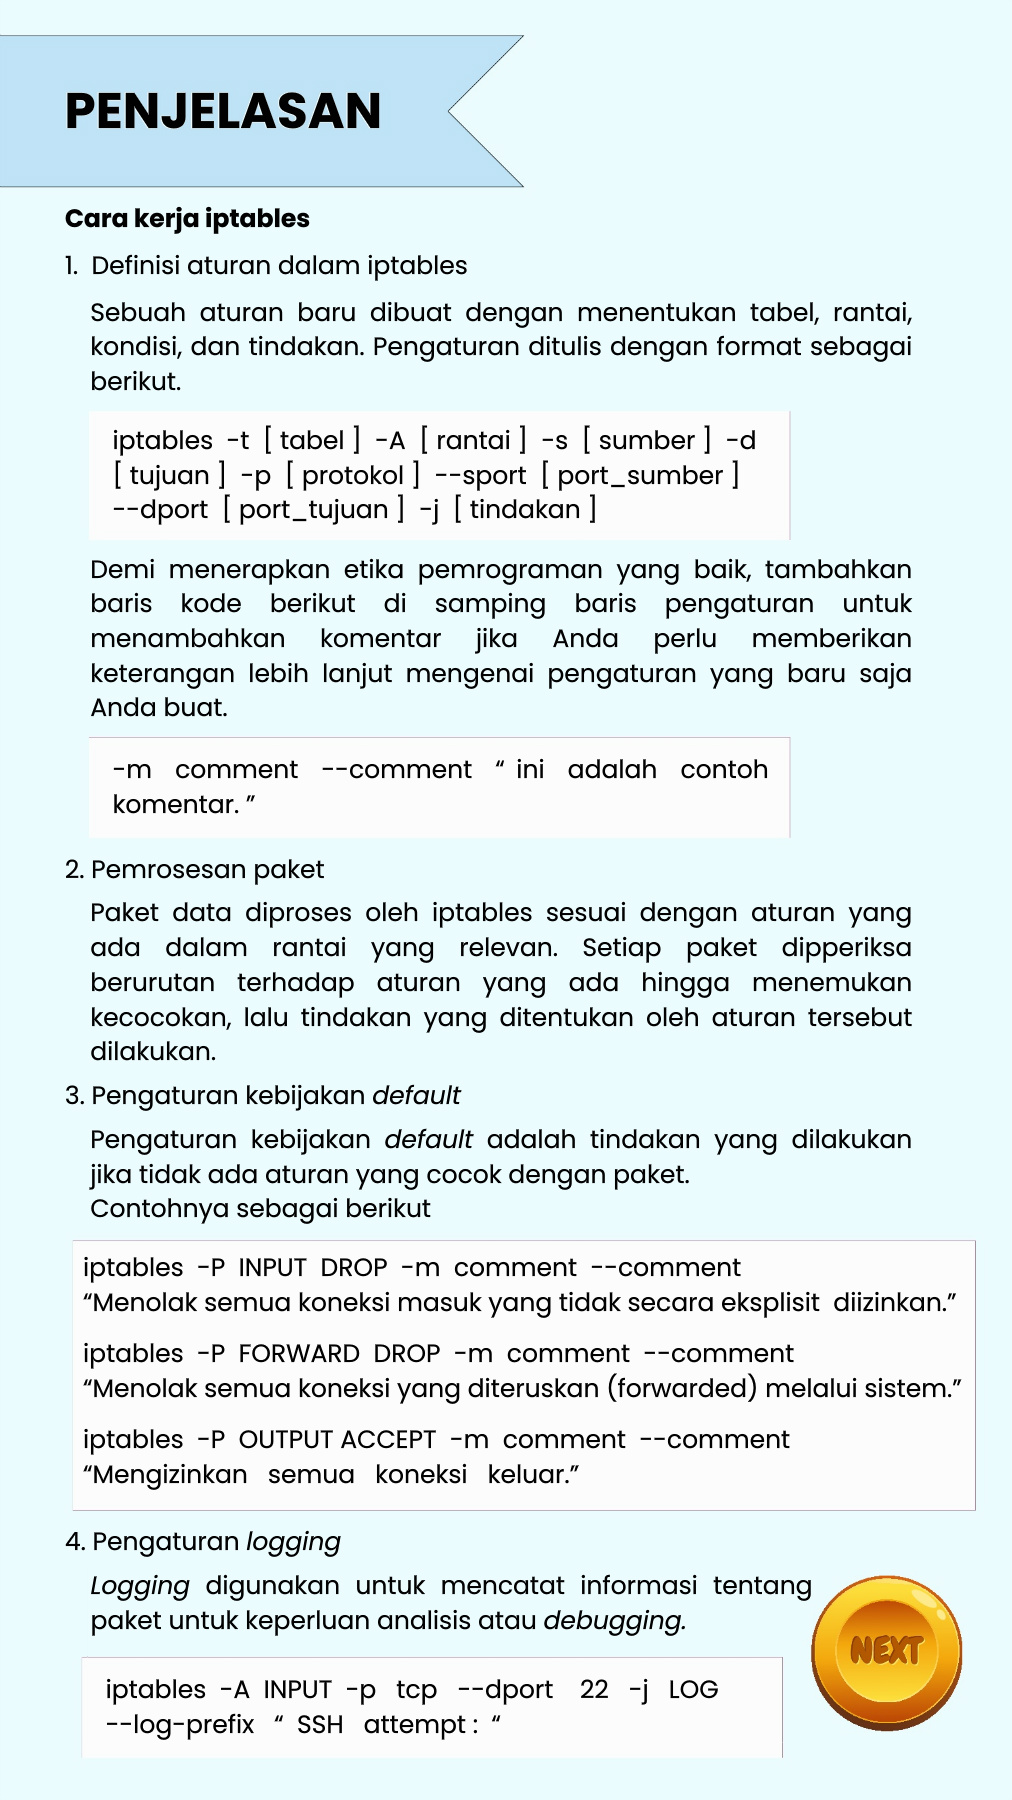 PENJELASAN
Cara kerja iptables
1. Definisi aturan dalam iptables
Sebuah aturan baru dibuat dengan menentukan tabel, rantai,
kondisi, dan tindakan. Pengaturan ditulis dengan format sebagai
berikut.
iptables -t [ tabel ] -A [ rantai ] -s [ sumber ] -d
[ tujuan ] -p [ protokol ] --sport [ port_sumber ]
--dport [ port_tujuan ] -j [ tindakan ]
Demi menerapkan etika pemrograman yang baik, tambahkan
baris kode berikut di samping baris pengaturan untuk
menambahkan komentar jika Anda perlu memberikan
keterangan lebih lanjut mengenai pengaturan yang baru saja
Anda buat.
-m comment --comment “ ini adalah contoh
komentar. ”
2. Pemrosesan paket
Paket data diproses oleh iptables sesuai dengan aturan yang
ada dalam rantai yang relevan. Setiap paket dipperiksa
berurutan terhadap aturan yang ada hingga menemukan
kecocokan, lalu tindakan yang ditentukan oleh aturan tersebut
dilakukan.
3. Pengaturan kebijakan default
Pengaturan kebijakan default adalah tindakan yang dilakukan
jika tidak ada aturan yang cocok dengan paket.
Contohnya sebagai berikut
iptables -P INPUT DROP -m comment --comment
“Menolak semua koneksi masuk yang tidak secara eksplisit diizinkan.”
iptables -P FORWARD DROP -m comment --comment
“Menolak semua koneksi yang diteruskan (forwarded) melalui sistem.”
iptables -P OUTPUT ACCEPT -m comment --comment
“Mengizinkan semua koneksi keluar.”
4. Pengaturan logging
Logging digunakan untuk mencatat informasi tentang
paket untuk keperluan analisis atau debugging.
NEXT
iptables -A INPUT -p tcp --dport 22 -j LOG
--log-prefix “ SSH attempt : “